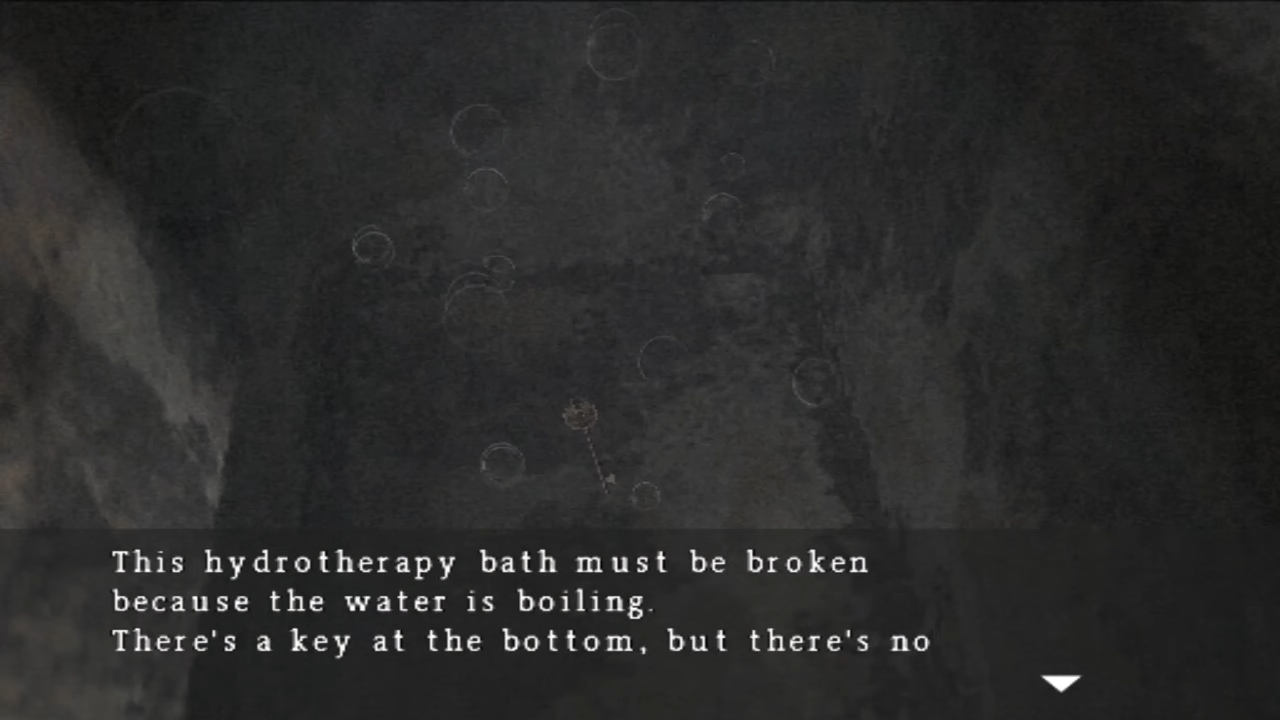 This hydrotherapy bath must be broken
because the water is boiling.
There's a key at the bottom, but there's no